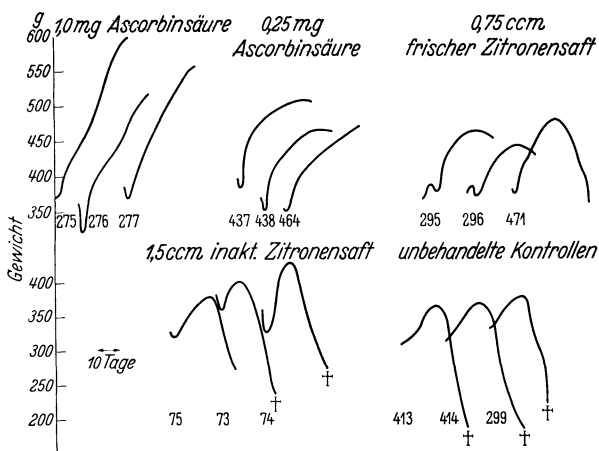 g
1,0 mg Ascorbinsäure
0,25 mg
Ascorbinsäure
0,75 ccm
frischer Zitronensaft
600
550
500
450
400
350
275 276 277
437 438 464
295 296 471
Gewicht
1,5 ccm inakt. Zitronensaft
unbehandelte Kontrollen
400
350
300
250
200
10 Tage
75 73 74
413 414 299